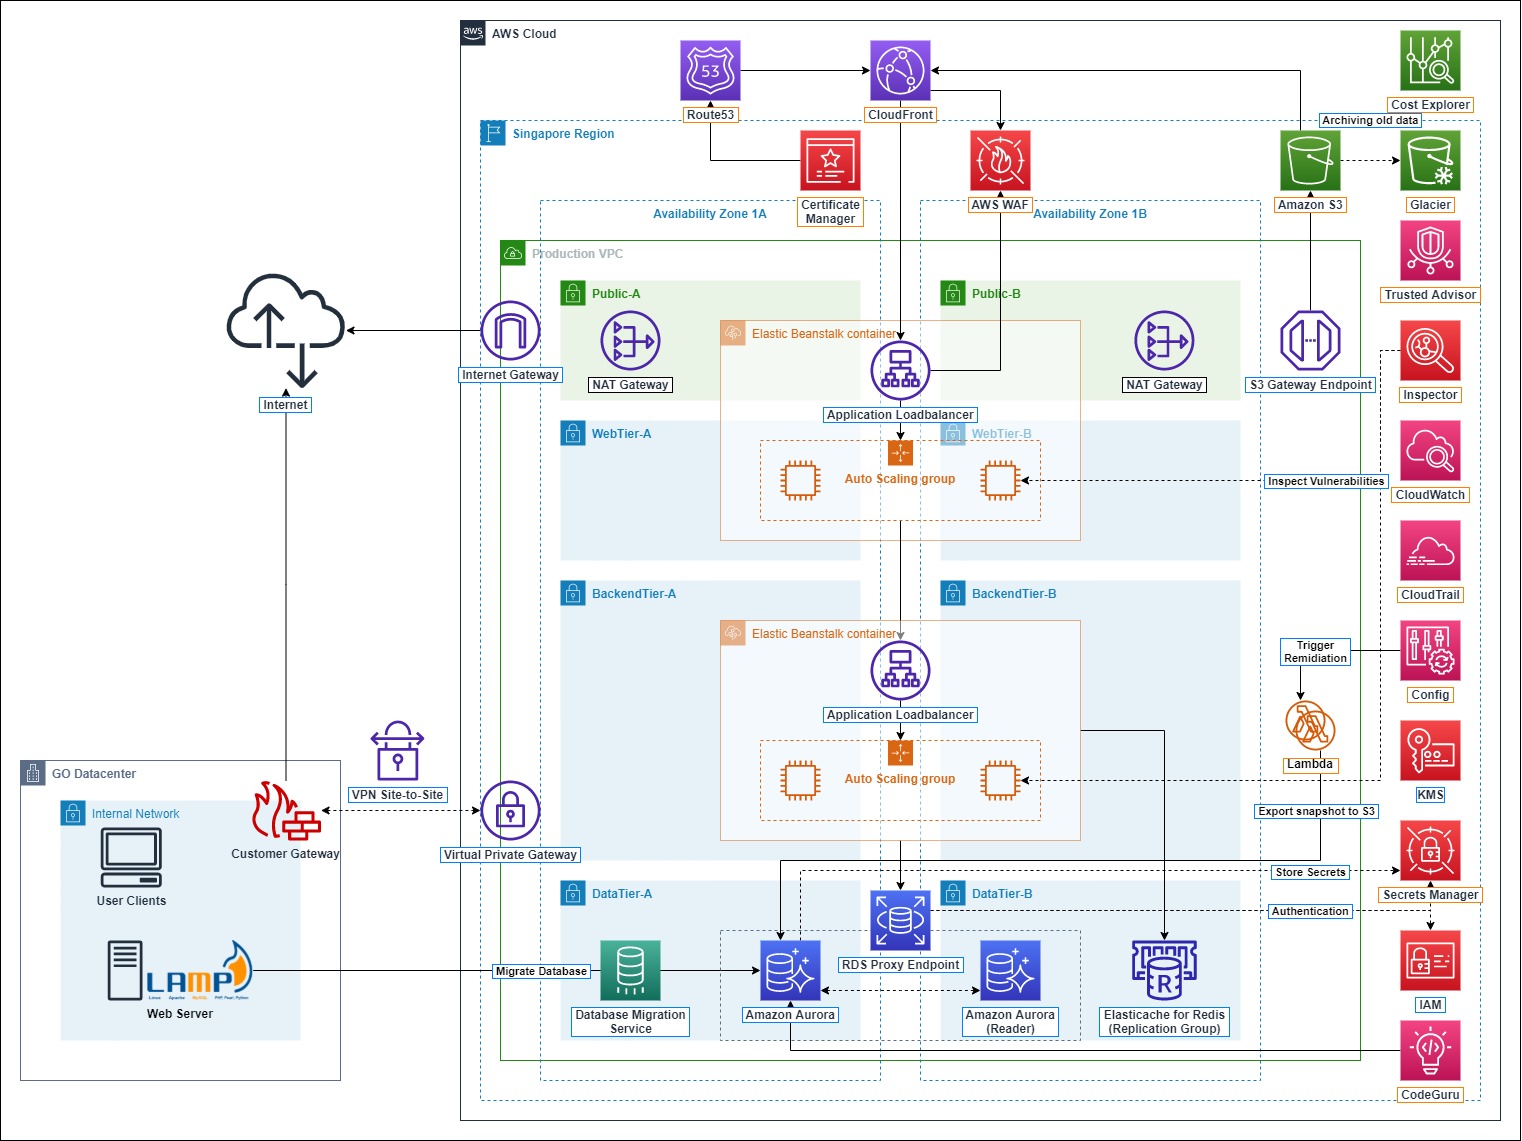 aws
AWS Cloud
53
Route53
CloudFront
Cost Explorer
Archiving old data
Singapore Region
Certificate
Manager
AWS WAF
Amazon S3
Glacier
Availability Zone 1A
Availability Zone 1B
Production VPC
Trusted Advisor
Public-A
Public-B
Elastic Beanstalk container
NAT Gateway
NAT Gateway
Internet Gateway
S3 Gateway Endpoint
Inspector
Internet
Application Loadbalancer
WebTier-A
WebTier-B
Auto Scaling group
Inspect Vulnerabilities
CloudWatch
BackendTier-A
BackendTier-B
CloudTrail
Elastic Beanstalk container
Trigger
Remidiation
Config
Application Loadbalancer
Lambda
Auto Scaling group
GO Datacenter
VPN Site-to-Site
KMS
Internal Network
Export snapshot to S3
Customer Gateway
Virtual Private Gateway
User Clients
Store Secrets
Secrets Manager
DataTier-A
DataTier-B
Authentication
RDS Proxy Endpoint
Migrate Database
LAMP
Linux Apache MySQL PHP, Pearl, Python
Web Server
R
Database Migration
Service
Amazon Aurora
Amazon Aurora
(Reader)
Elasticache for Redis
(Replication Group)
IAM
CodeGuru